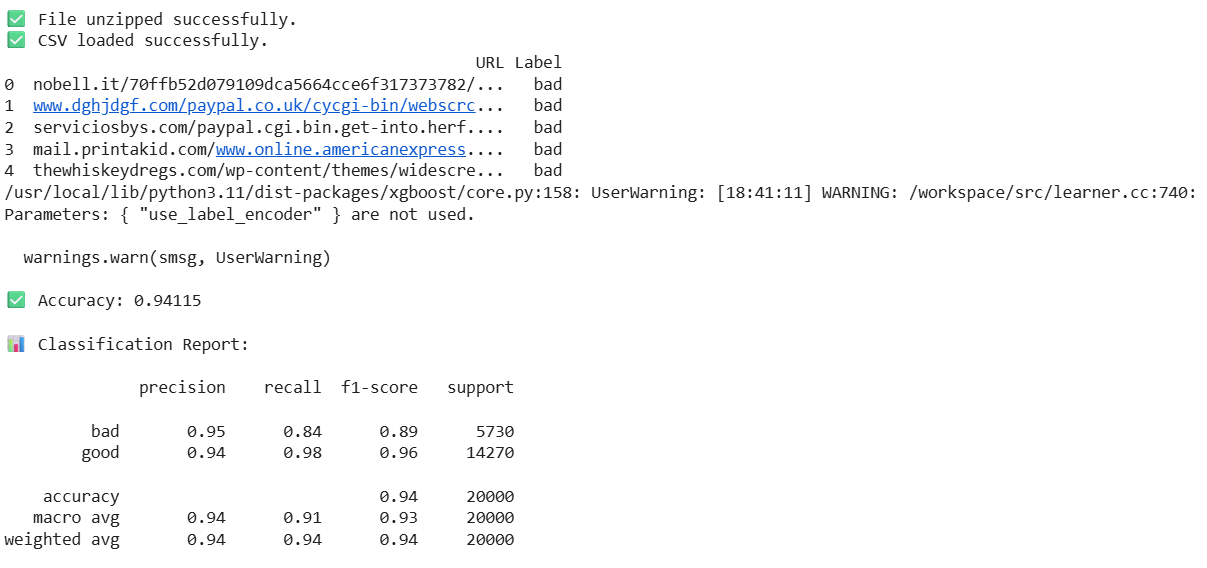 ✅ File unzipped successfully.
✅ CSV loaded successfully.
URL Label
0 nobell.it/70ffb52d079109dca5664cce6f317373782/... bad
1 www.dghjdgf.com/paypal.co.uk/cycgi-bin/webscrc... bad
2 serviciosbys.com/paypal.cgi.bin.get-into.herf.... bad
3 mail.printakid.com/www.online.americanexpress.... bad
4 thewhiskeydregs.com/wp-content/themes/widescre... bad
/usr/local/lib/python3.11/dist-packages/xgboost/core.py:158: UserWarning: [18:41:11] WARNING: /workspace/src/learner.cc:740:
Parameters: { "use_label_encoder" } are not used.
warnings.warn(smsg, UserWarning)
✅ Accuracy: 0.94115
📊 Classification Report:
precision recall f1-score support
bad 0.95 0.84 0.89 5730
good 0.94 0.98 0.96 14270
accuracy 0.94 20000
macro avg 0.94 0.91 0.93 20000
weighted avg 0.94 0.94 0.94 20000